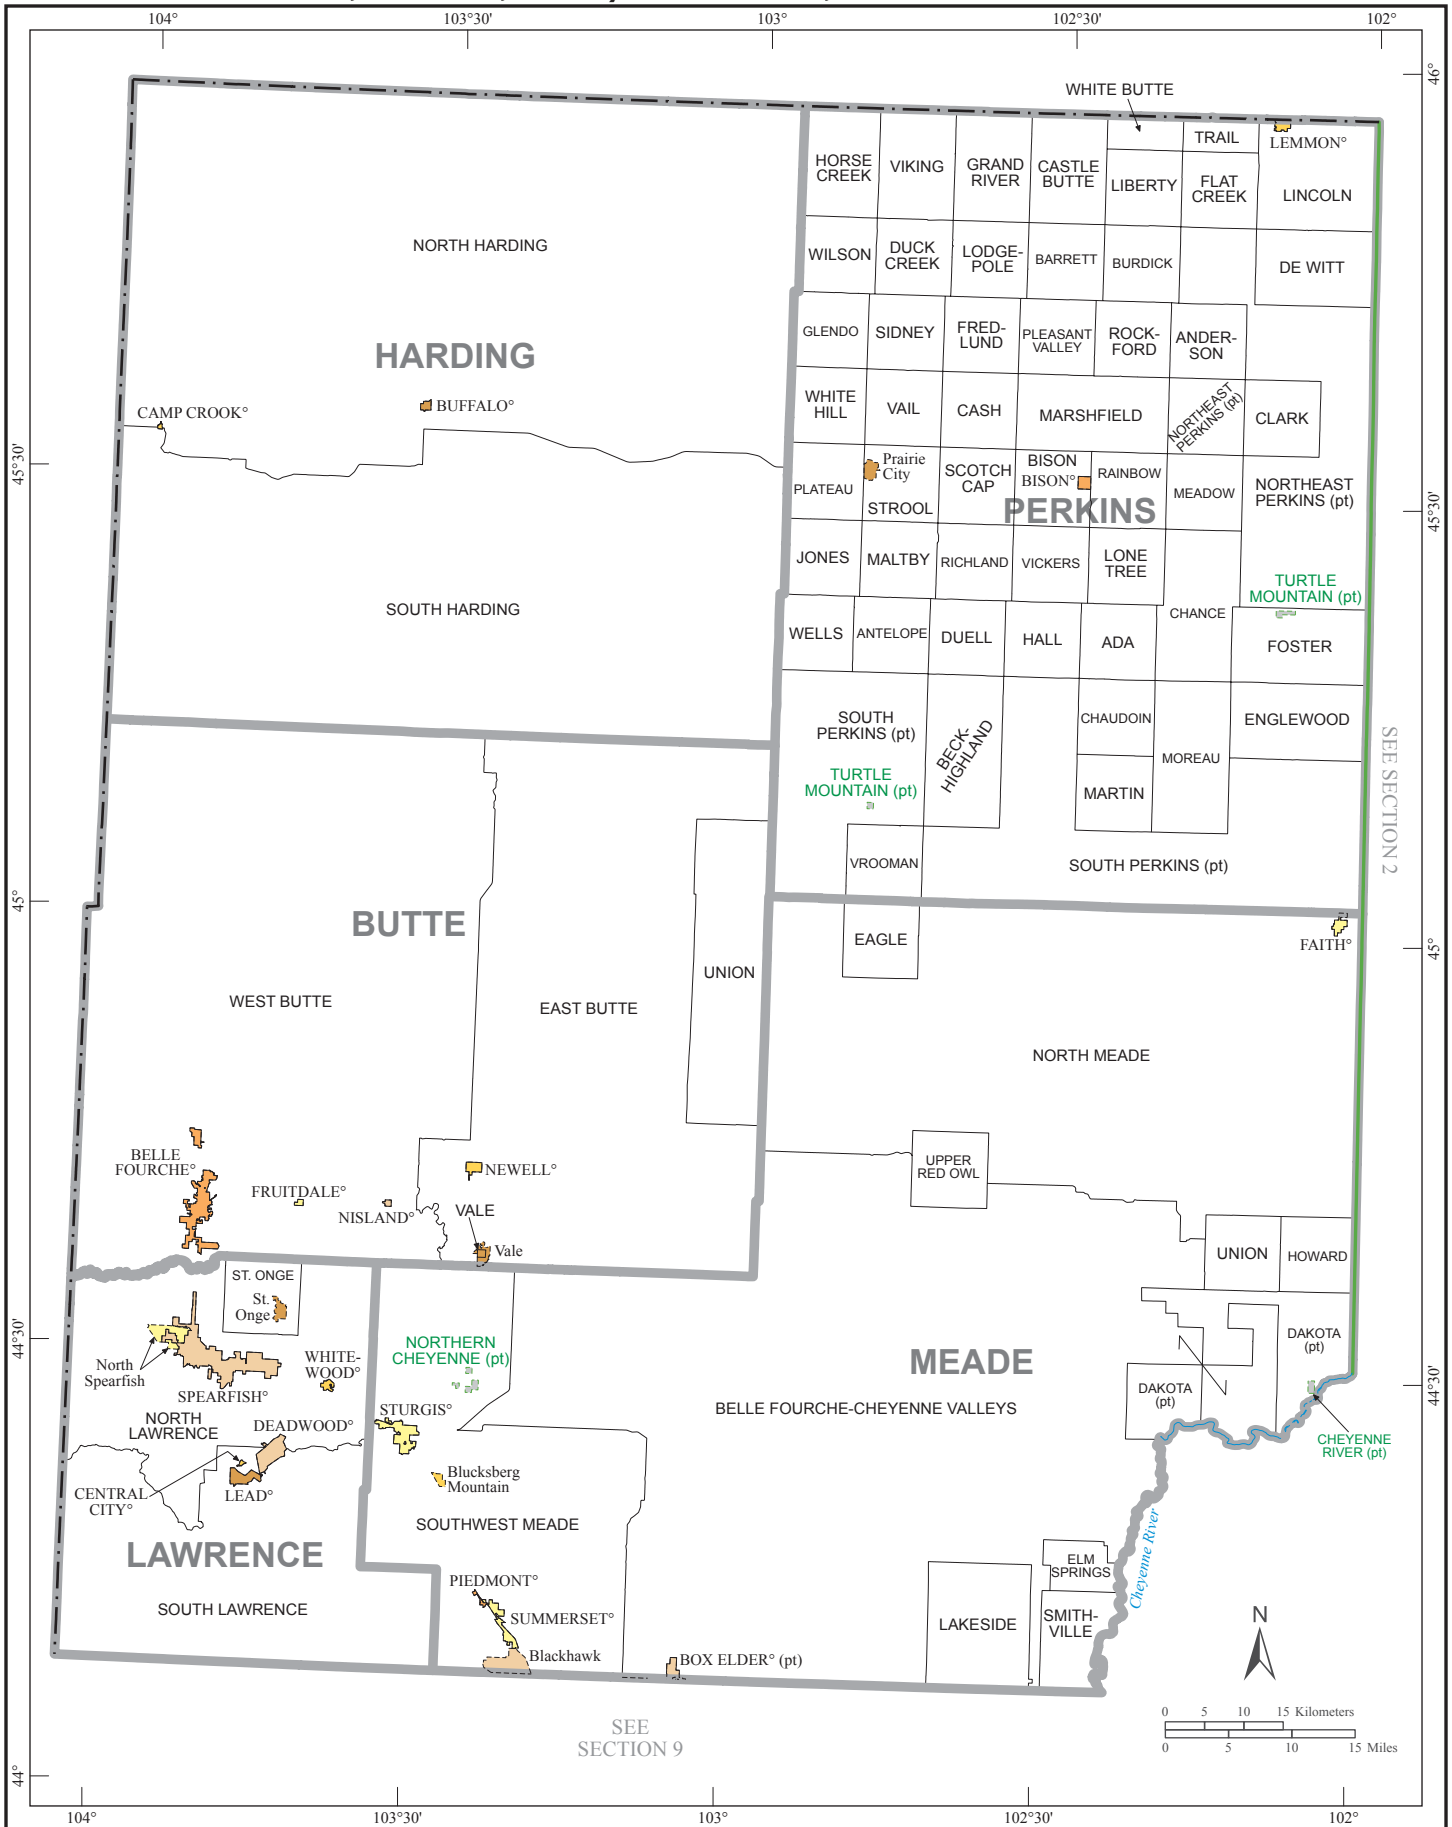 104°
103°30'
103°
102°30'
102°
46°
WHITE BUTTE
LEMMON°
TRAIL
HORSE
CREEK
VIKING
GRAND
RIVER
CASTLE
BUTTE
LIBERTY
FLAT
CREEK
LINCOLN
NORTH HARDING
WILSON
DUCK
CREEK
LODGE-
POLE
BARRETT
BURDICK
DE WITT
GLENDO
SIDNEY
FRED-
LUND
PLEASANT
VALLEY
ROCK-
FORD
ANDER-
SON
HARDING
CAMP CROOK°
BUFFALO°
WHITE
HILL
VAIL
CASH
MARSHFIELD
NORTHEAST
PERKINS (pt)
CLARK
45°30'
PLATEAU
Prairie
City
STROOL
SCOTCH
CAP
BISON
BISON°
RAINBOW
MEADOW
NORTHEAST
PERKINS (pt)
PERKINS
45°30'
JONES
MALTBY
RICHLAND
VICKERS
LONE
TREE
TURTLE
MOUNTAIN (pt)
SOUTH HARDING
CHANCE
WELLS
ANTELOPE
DUELL
HALL
ADA
FOSTER
SOUTH
PERKINS (pt)
BECK-
HIGHLAND
CHAUDOIN
MOREAU
ENGLEWOOD
TURTLE
MOUNTAIN (pt)
MARTIN
SEE SECTION 2
VROOMAN
SOUTH PERKINS (pt)
45°
BUTTE
EAGLE
FAITH°
45°
UNION
WEST BUTTE
EAST BUTTE
NORTH MEADE
BELLE
FOURCHE°
FRUITDALE°
NISLAND°
NEWELL°
VALE
Vale
UPPER
RED OWL
UNION
HOWARD
ST. ONGE
St.
Onge
44°30'
North
Spearfish
SPEARFISH°
WHITE-
WOOD°
NORTHERN
CHEYENNE (pt)
MEADE
DAKOTA
(pt)
DAKOTA
(pt)
44°30'
NORTH
LAWRENCE
DEADWOOD°
STURGIS°
BELLE FOURCHE-CHEYENNE VALLEYS
CHEYENNE
RIVER (pt)
CENTRAL
CITY°
LEAD°
Blucksberg
Mountain
SOUTHWEST MEADE
Cheyenne River
LAWRENCE
ELM
SPRINGS
PIEDMONT°
SOUTH LAWRENCE
SUMMERSET°
LAKESIDE
SMITH-
VILLE
N
Blackhawk
BOX ELDER° (pt)
0 5 10 15 Kilometers
0 5 10 15 Miles
SEE
SECTION 9
44°
104°
103°30'
103°
102°30'
102°